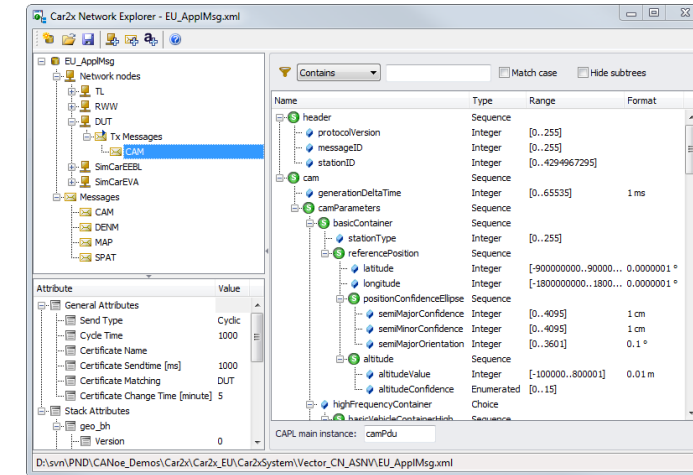 Car2x Network Explorer - EU_ApplMsg.xml
EU_ApplMsg
Network nodes
TL
RWW
DUT
Tx Messages
CAM
SimCarEEBL
SimCarEVA
Messages
CAM
DENM
MAP
SPAT
Attribute Value
General Attributes
Send Type Cyclic
Cycle Time 1000
Certificate Name
Certificate Sendtime [ms] 1000
Certificate Matching DUT
Certificate Change Time [minute] 5
Stack Attributes
geo_bh
Version 0
Contains Match case Hide subtrees
Name Type Range Format
header Sequence
protocolVersion Integer [0..255]
messageID Integer [0..255]
stationID Integer [0..4294967295]
cam Sequence
generationDeltaTime Integer [0..65535] 1 ms
camParameters Sequence
basicContainer Sequence
stationType Integer [0..255]
referencePosition Sequence
latitude Integer [-900000000..90000... 0.0000001 °
longitude Integer [-1800000000..1800... 0.0000001 °
positionConfidenceEllipse Sequence
semiMajorConfidence Integer [0..4095] 1 cm
semiMinorConfidence Integer [0..4095] 1 cm
semiMajorOrientation Integer [0..3601] 0.1 °
altitude Sequence
altitudeValue Integer [-100000..800001] 0.01 m
altitudeConfidence Enumerated [0..15]
highFrequencyContainer Choice
basicVehicleContainerHigh Sequence
CAPL main instance: camPdu
D:\svn\PND\CANoe_Demos\Car2x\Car2x_EU\Car2xSystem\Vector_CN_ASNV\EU_ApplMsg.xml